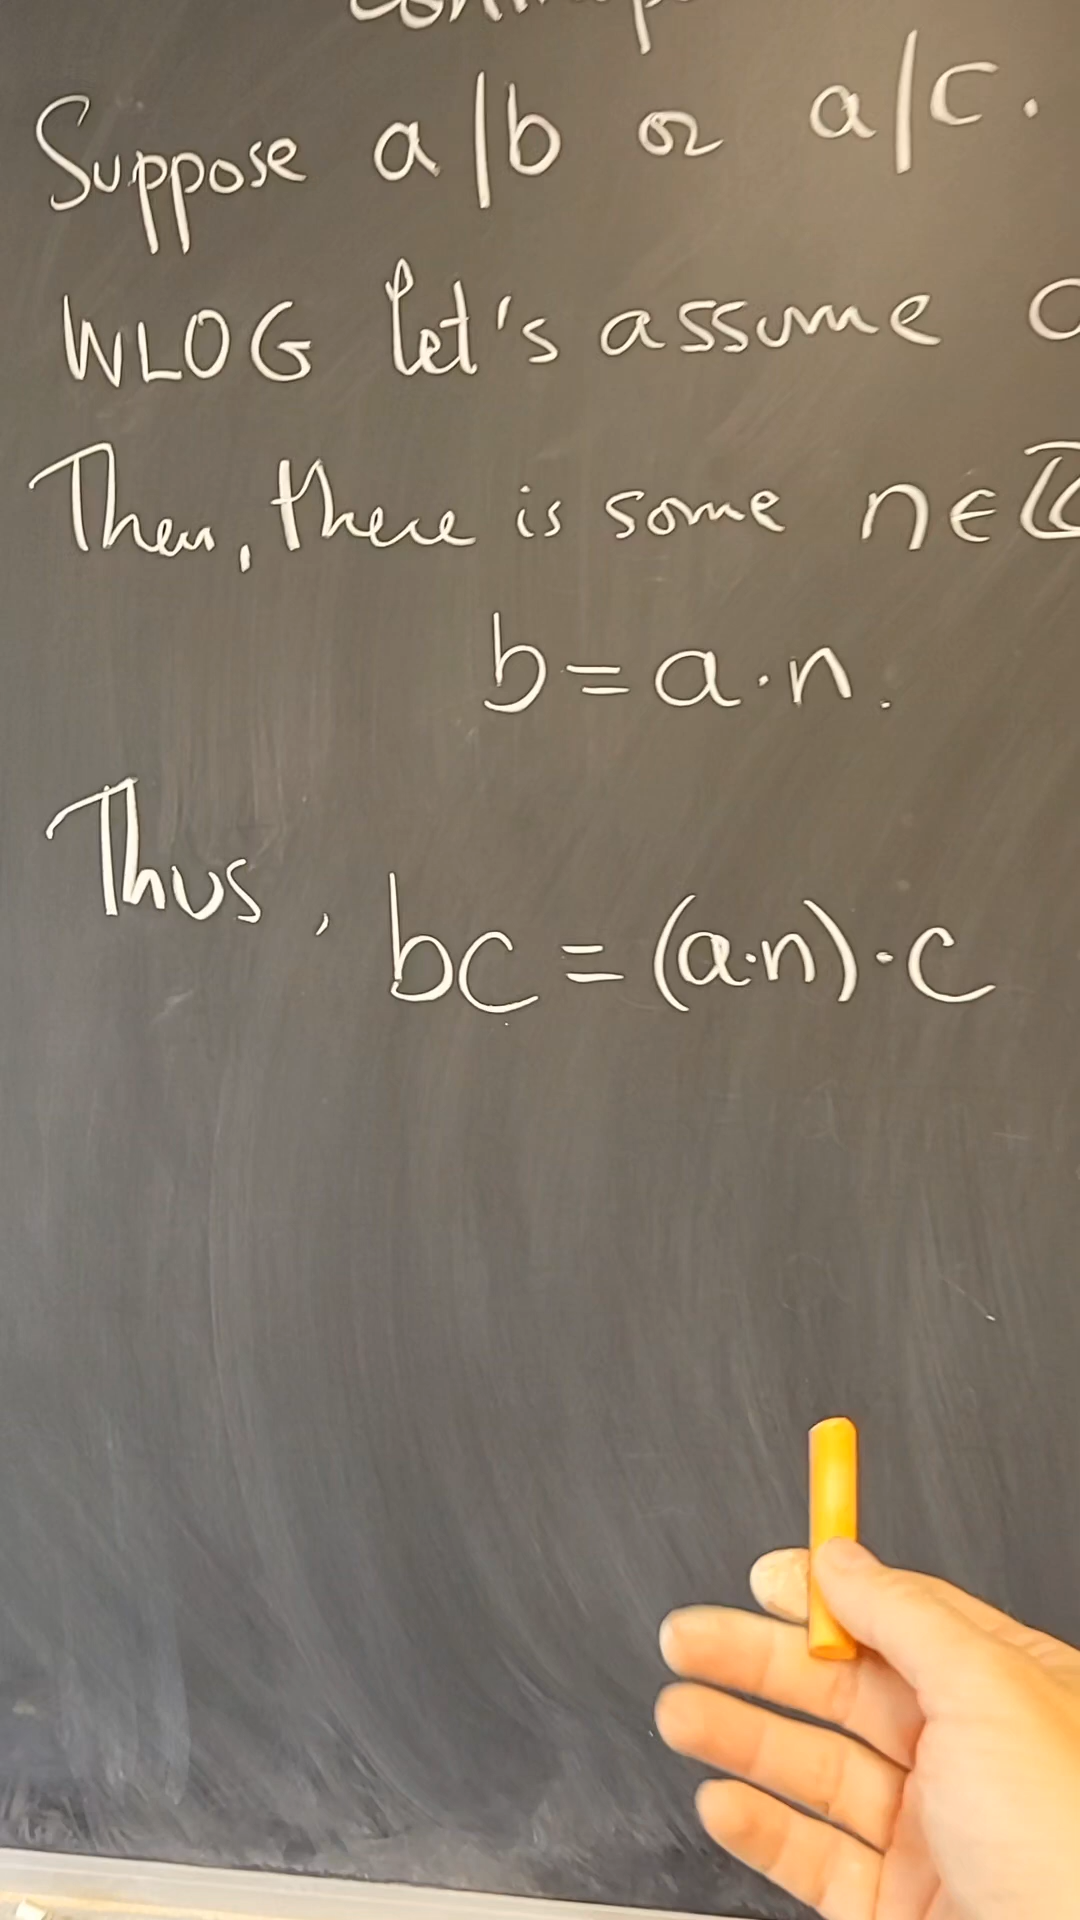 Suppose a|b or a|c.
WLOG let's assume
Then, there is some n∈ℤ
b = a·n.
Thus, bc = (a·n)·c